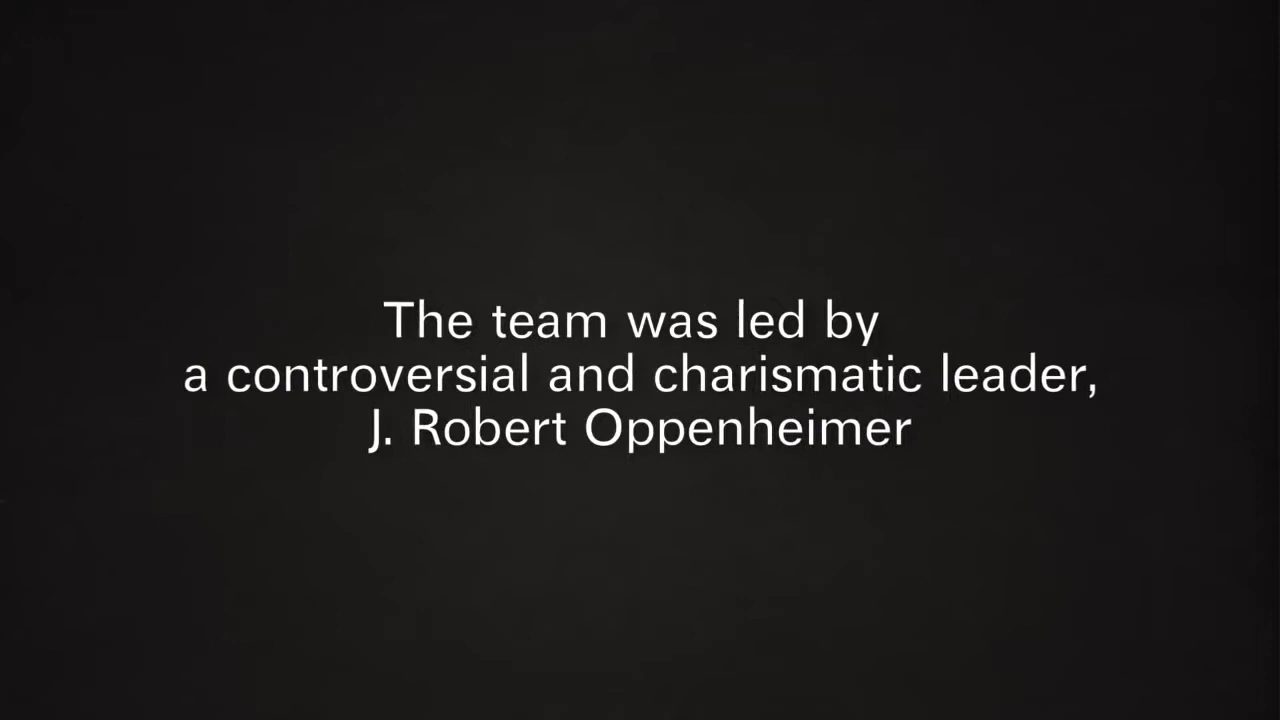 The team was led by
a controversial and charismatic leader,
J. Robert Oppenheimer